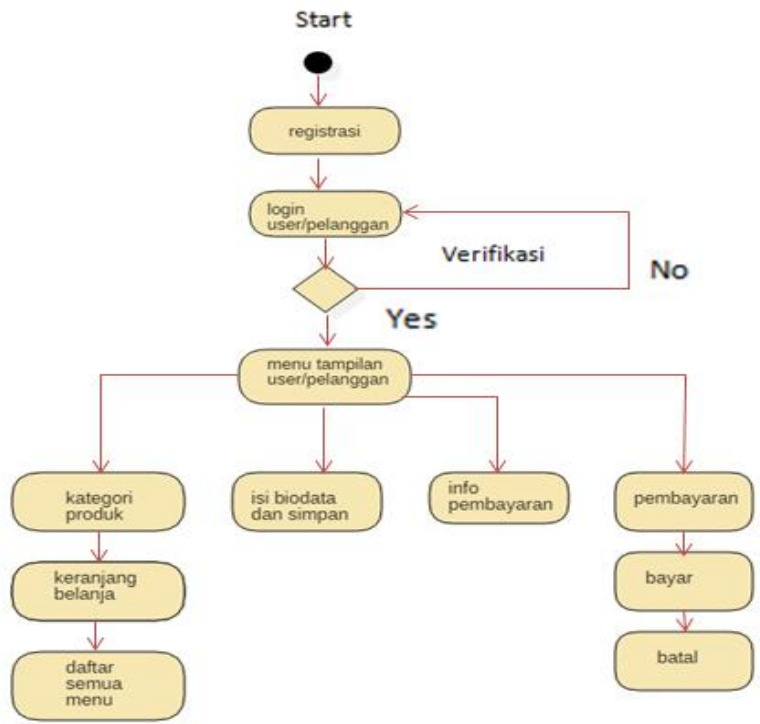 Start
registrasi
login
user/pelanggan
Verifikasi
No
Yes
menu tampilan
user/pelanggan
kategori
produk
isi biodata
dan simpan
info
pembayaran
pembayaran
keranjang
belanja
bayar
daftar
semua
menu
batal